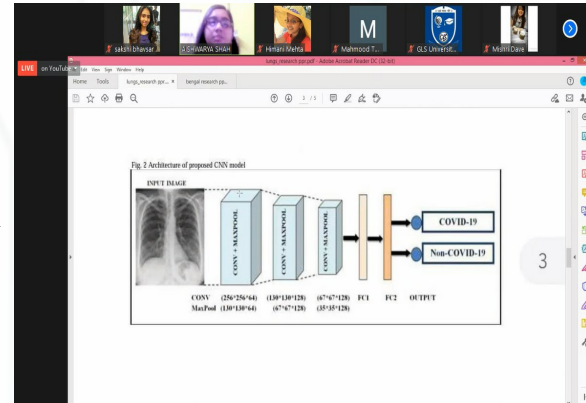 sakshi bhavsar
AISHWARYA SHAH
Himani Mehta
M
Mahmood T...
GLS Universit...
Mishri Dave
LIVE on YouTube
lungs_research ppr.pdf - Adobe Acrobat Reader DC (32-bit)
Edit View Sign Window Help
Home Tools lungs_research ppr... × bengal research pp...
2 / 5
Fig. 2 Architecture of proposed CNN model
INPUT IMAGE
CONV + MAXPOOL
CONV + MAXPOOL
CONV + MAXPOOL
COVID-19
Non-COVID-19
3
CONV (256*256*64) (130*130*128) (67*67*128) FC1 FC2 OUTPUT
MaxPool (130*130*64) (67*67*128) (35*35*128)